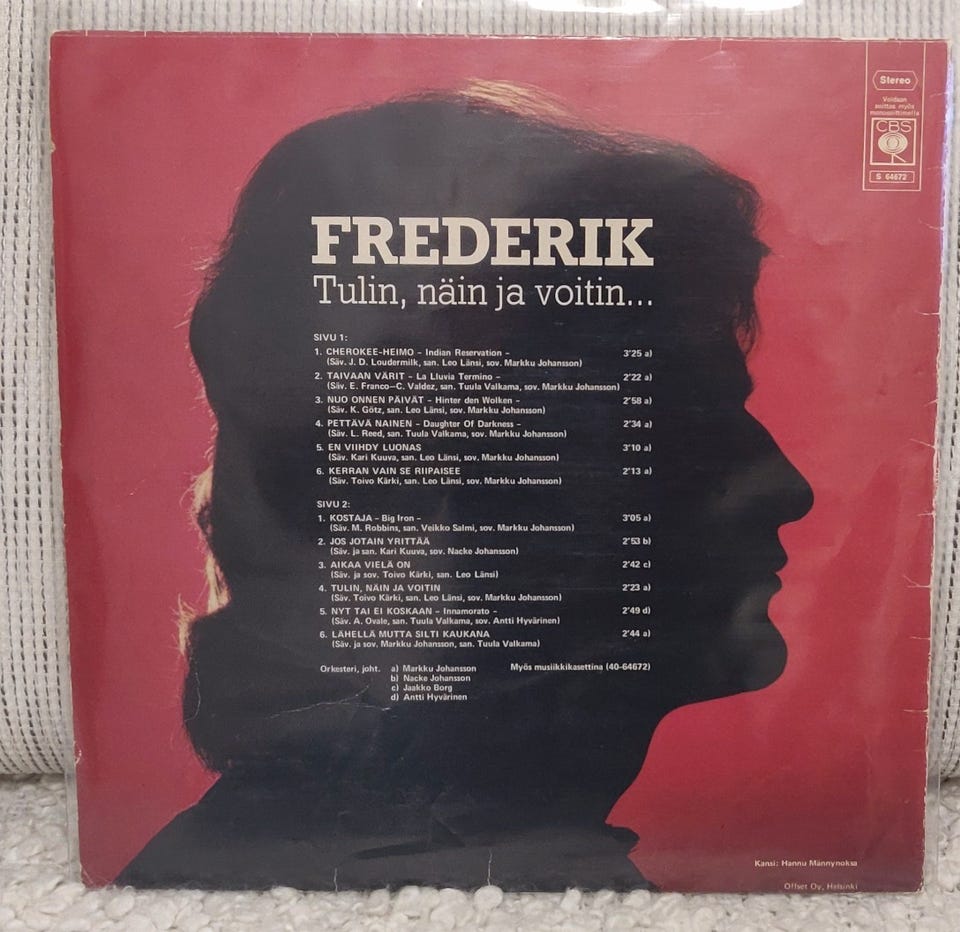 Stereo
Voidaan
soittaa myös
monosoittimella
CBS
S 64672
FREDERIK
Tulin, näin ja voitin...
SIVU 1:
1. CHEROKEE-HEIMO – Indian Reservation – 3'25 a)
(Säv. J. D. Loudermilk, san. Leo Länsi, sov. Markku Johansson)
2. TAIVAAN VÄRIT – La Lluvia Termino – 2'22 a)
(Säv. E. Franco–C. Valdez, san. Tuula Valkama, sov. Markku Johansson)
3. NUO ONNEN PÄIVÄT – Hinter den Wolken – 2'58 a)
(Säv. K. Götz, san. Leo Länsi, sov. Markku Johansson)
4. PETTÄVÄ NAINEN – Daughter Of Darkness – 2'34 a)
(Säv. L. Reed, san. Tuula Valkama, sov. Markku Johansson)
5. EN VIIHDY LUONAS 3'10 a)
(Säv. Kari Kuuva, san. Leo Länsi, sov. Markku Johansson)
6. KERRAN VAIN SE RIIPAISEE 2'13 a)
(Säv. Toivo Kärki, san. Leo Länsi, sov. Markku Johansson)
SIVU 2:
1. KOSTAJA – Big Iron – 3'05 a)
(Säv. M. Robbins, san. Veikko Salmi, sov. Markku Johansson)
2. JOS JOTAIN YRITTÄÄ 2'53 b)
(Säv. ja san. Kari Kuuva, sov. Nacke Johansson)
3. AIKAA VIELÄ ON 2'42 c)
(Säv. ja sov. Toivo Kärki, san. Leo Länsi)
4. TULIN, NÄIN JA VOITIN 2'23 a)
(Säv. Toivo Kärki, san. Leo Länsi, sov. Markku Johansson)
5. NYT TAI EI KOSKAAN – Innamorato – 2'49 d)
(Säv. A. Ovale, san. Tuula Valkama, sov. Antti Hyvärinen)
6. LÄHELLÄ MUTTA SILTI KAUKANA 2'44 a)
(Säv. ja sov. Markku Johansson, san. Tuula Valkama)
Orkesteri, joht. a) Markku Johansson Myös musiikkikasettina (40-64672)
b) Nacke Johansson
c) Jaakko Borg
d) Antti Hyvärinen
Kansi: Hannu Männynoksa
Offset Oy, Helsinki